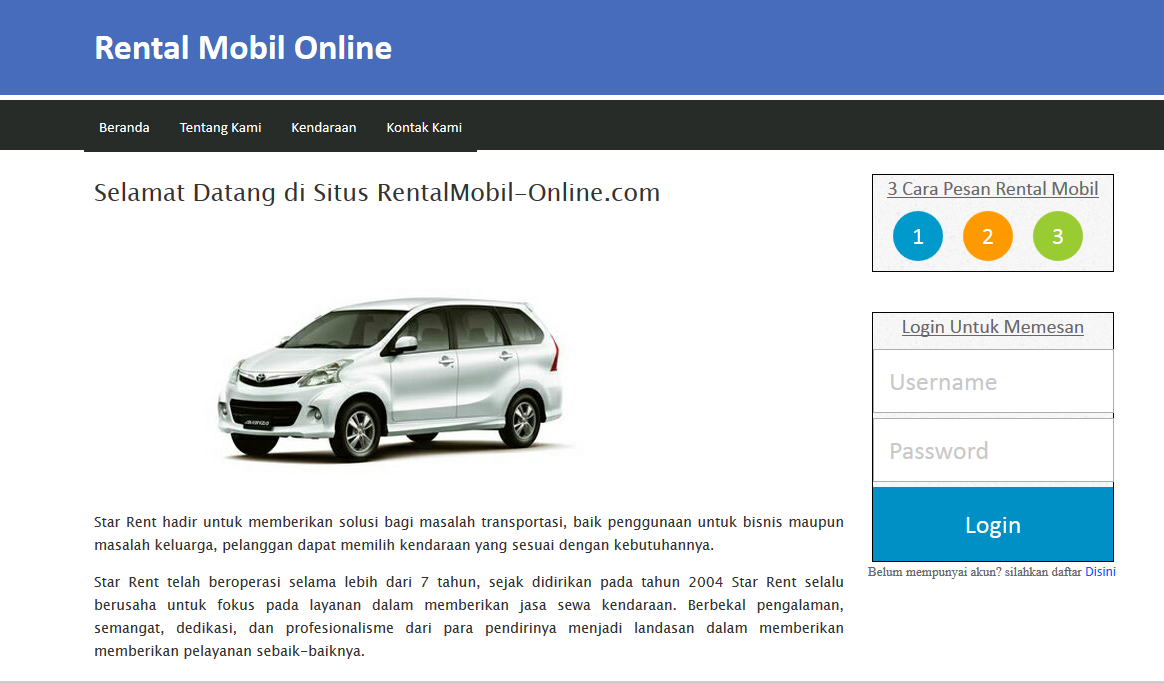 Rental Mobil Online
Beranda Tentang Kami Kendaraan Kontak Kami
Selamat Datang di Situs RentalMobil-Online.com
Star Rent hadir untuk memberikan solusi bagi masalah transportasi, baik penggunaan untuk bisnis maupun
masalah keluarga, pelanggan dapat memilih kendaraan yang sesuai dengan kebutuhannya.
Star Rent telah beroperasi selama lebih dari 7 tahun, sejak didirikan pada tahun 2004 Star Rent selalu
berusaha untuk fokus pada layanan dalam memberikan jasa sewa kendaraan. Berbekal pengalaman,
semangat, dedikasi, dan profesionalisme dari para pendirinya menjadi landasan dalam memberikan
memberikan pelayanan sebaik-baiknya.
3 Cara Pesan Rental Mobil
1 2 3
Login Untuk Memesan
Username
Password
Login
Belum mempunyai akun? silahkan daftar Disini